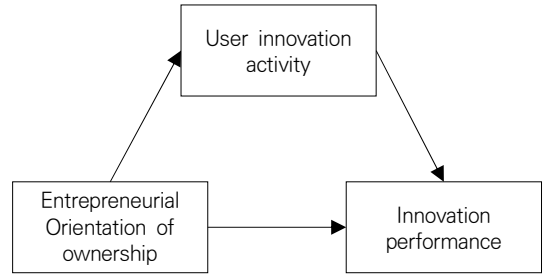 User innovation
activity
Entrepreneurial
Orientation of
ownership
Innovation
performance